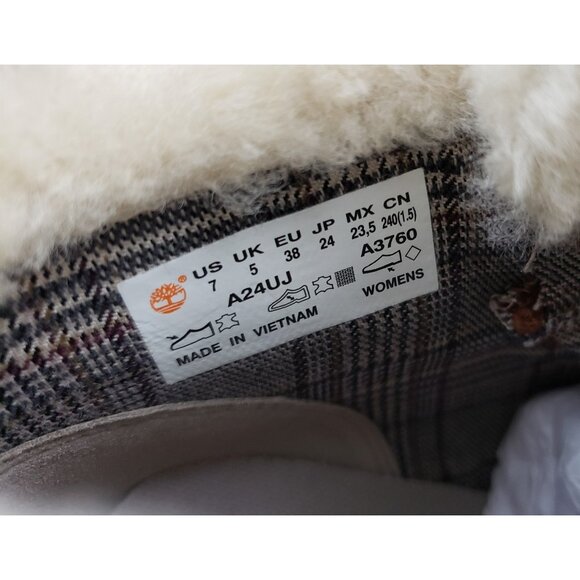 ® US UK EU JP MX CN
7 5 38 24 23,5 240(1.5)
A24UJ A3760
WOMENS
MADE IN VIETNAM